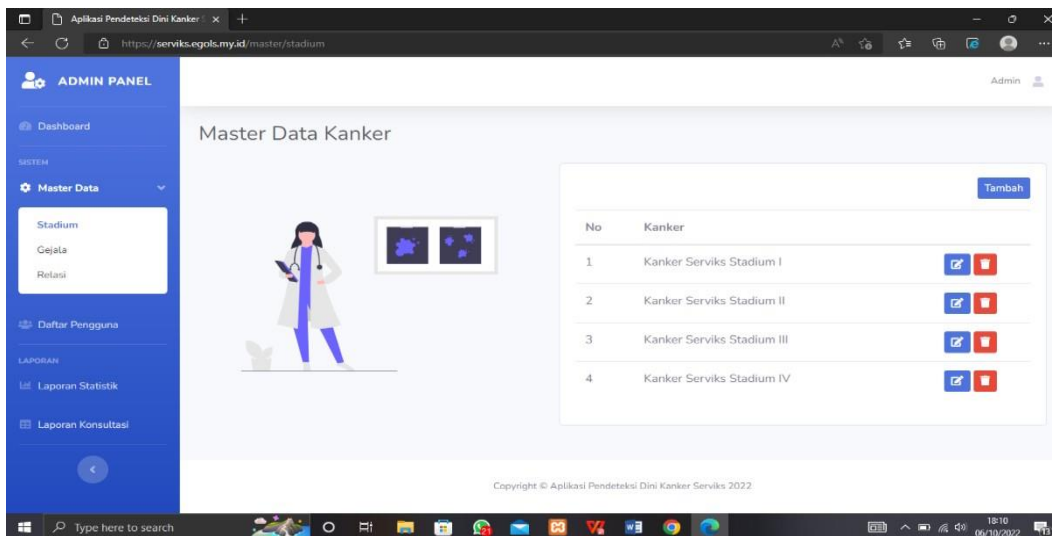 Aplikasi Pendeteksi Dini Kanker S
https://serviks.egols.my.id/master/stadium
ADMIN PANEL
Admin
Dashboard
SISTEM
Master Data
Stadium
Gejala
Relasi
Daftar Pengguna
LAPORAN
Laporan Statistik
Laporan Konsultasi
Master Data Kanker
Tambah
No Kanker
1 Kanker Serviks Stadium I
2 Kanker Serviks Stadium II
3 Kanker Serviks Stadium III
4 Kanker Serviks Stadium IV
Copyright © Aplikasi Pendeteksi Dini Kanker Serviks 2022
Type here to search
18:10
06/10/2022